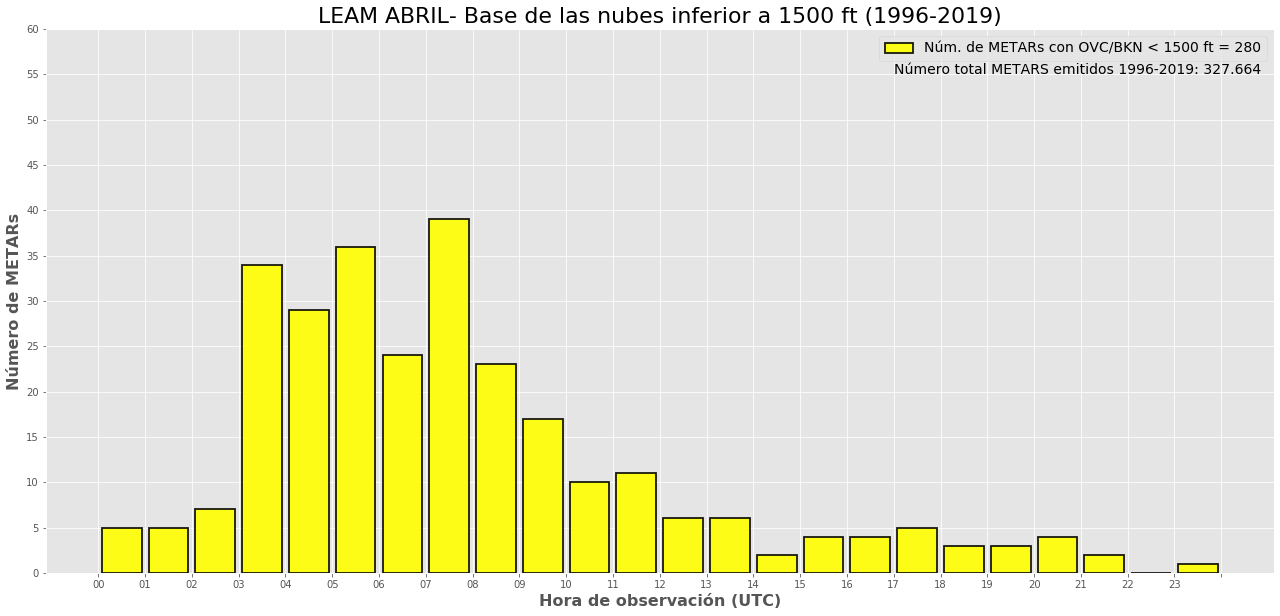 LEAM ABRIL- Base de las nubes inferior a 1500 ft (1996-2019)
Núm. de METARs con OVC/BKN < 1500 ft = 280
Número total METARS emitidos 1996-2019: 327.664
Número de METARs
60
55
50
45
40
35
30
25
20
15
10
5
0
00 01 02 03 04 05 06 07 08 09 10 11 12 13 14 15 16 17 18 19 20 21 22 23
Hora de observación (UTC)